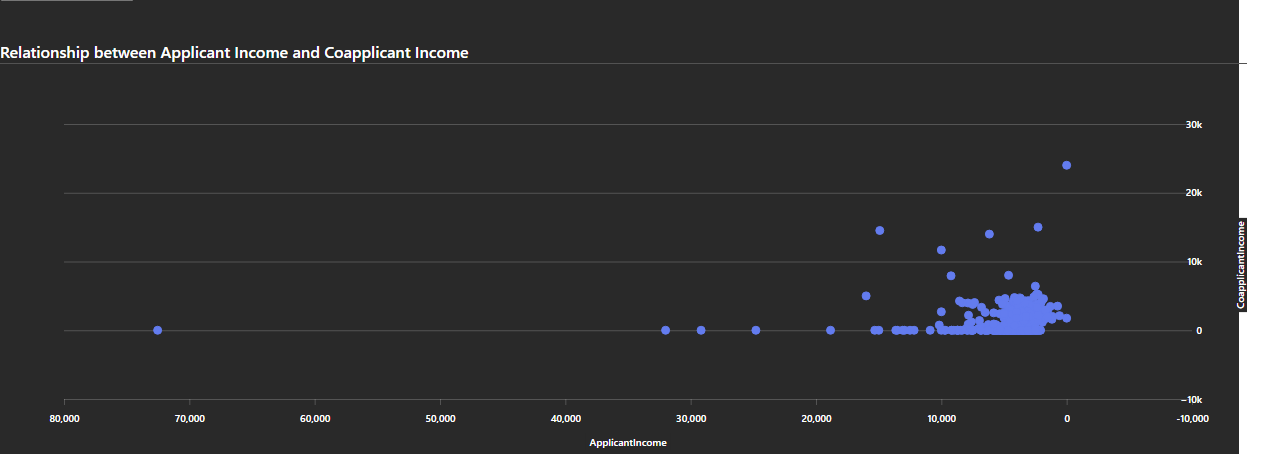 Relationship between Applicant Income and Coapplicant Income
30k
20k
10k
0
−10k
CoapplicantIncome
80,000 70,000 60,000 50,000 40,000 30,000 20,000 10,000 0 -10,000
ApplicantIncome